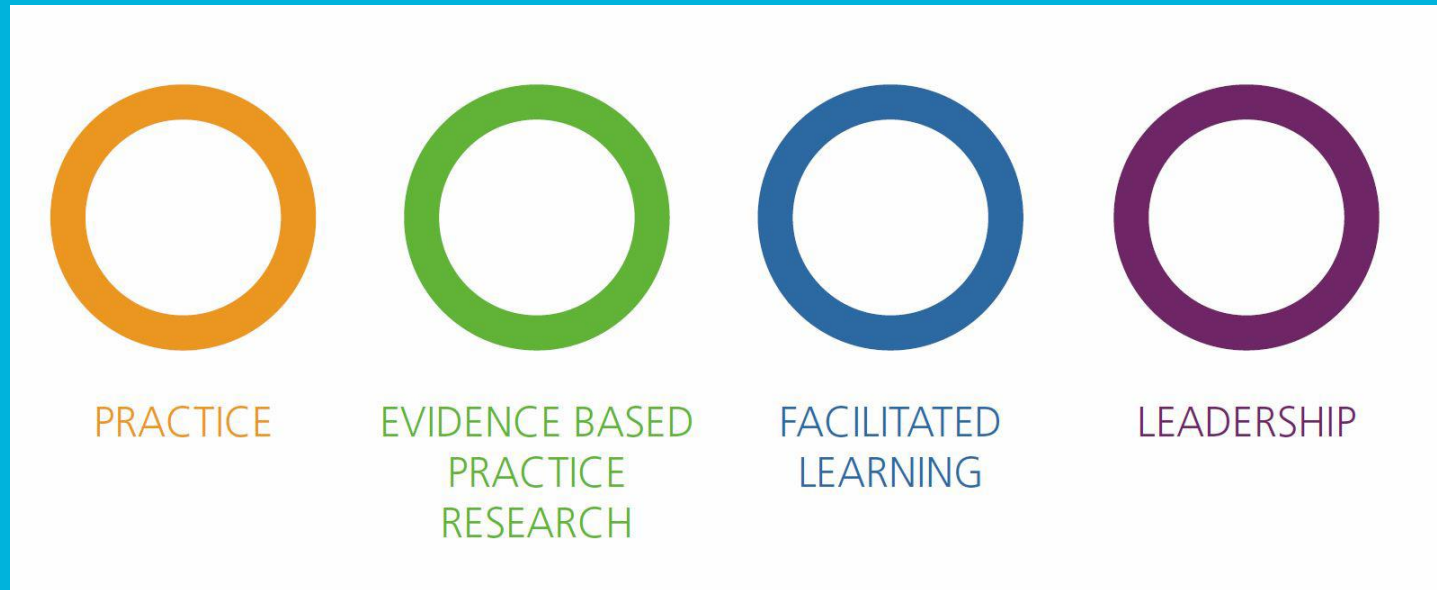 PRACTICE
EVIDENCE BASED
PRACTICE
RESEARCH
FACILITATED
LEARNING
LEADERSHIP